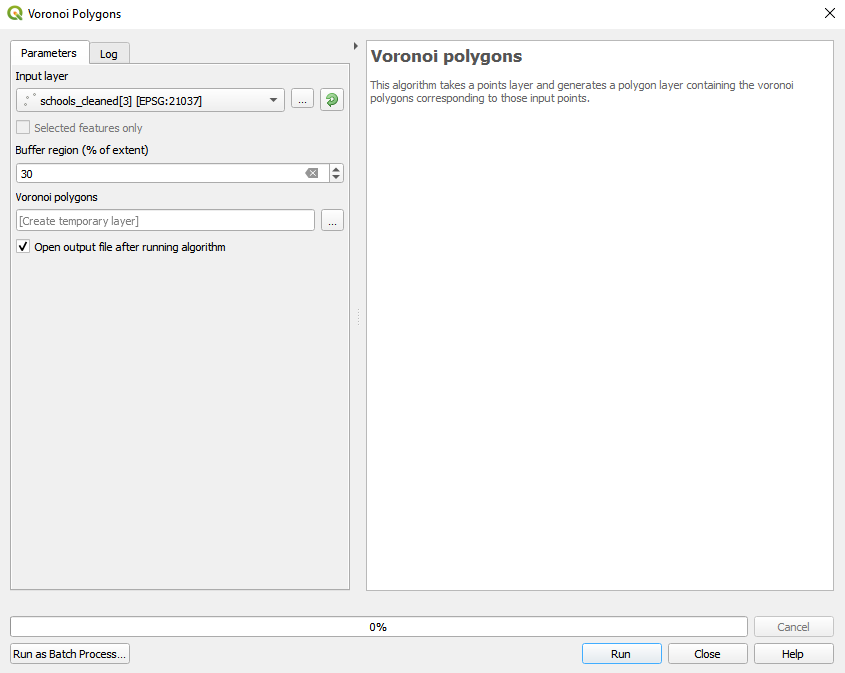 Voronoi Polygons
Parameters
Log
Input layer
schools_cleaned[3] [EPSG:21037]
...
Selected features only
Buffer region (% of extent)
30
Voronoi polygons
[Create temporary layer]
...
Open output file after running algorithm
Voronoi polygons
This algorithm takes a points layer and generates a polygon layer containing the voronoi
polygons corresponding to those input points.
0%
Cancel
Run as Batch Process...
Run
Close
Help